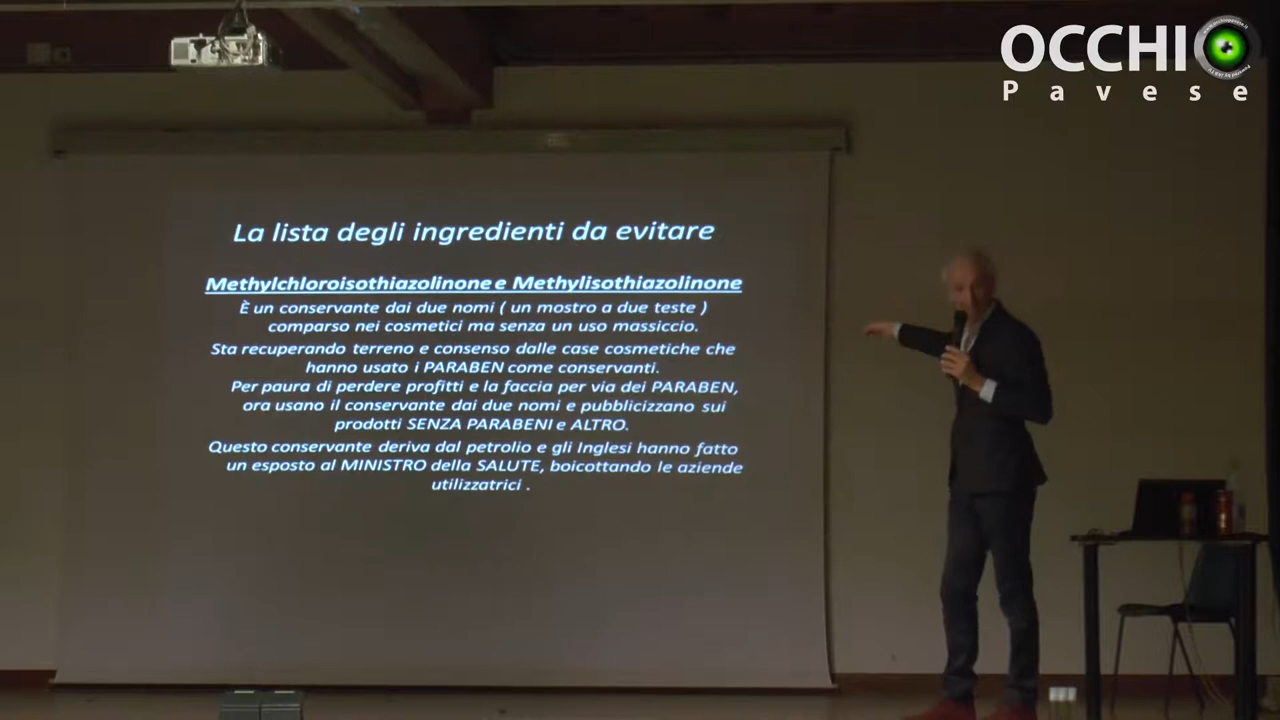 OCCHIO
Pavese
La lista degli ingredienti da evitare
Methylchloroisothiazolinone e Methylisothiazolinone
È un conservante dai due nomi ( un mostro a due teste )
comparso nei cosmetici ma senza un uso massiccio.
Sta recuperando terreno e consenso dalle case cosmetiche che
hanno usato i PARABEN come conservanti.
Per paura di perdere profitti e la faccia per via dei PARABEN,
ora usano il conservante dai due nomi e pubblicizzano sui
prodotti SENZA PARABENI e ALTRO.
Questo conservante deriva dal petrolio e gli Inglesi hanno fatto
un esposto al MINISTRO della SALUTE, boicottando le aziende
utilizzatrici .